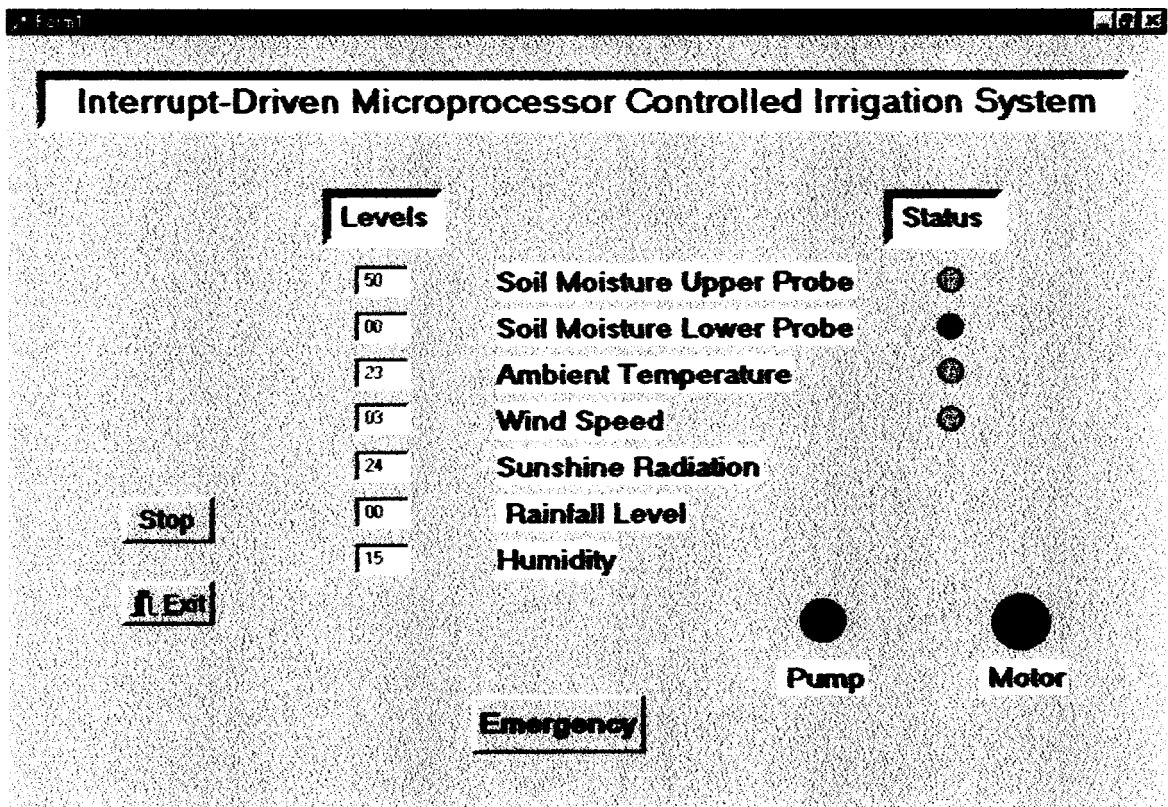 Form1
Interrupt-Driven Microprocessor Controlled Irrigation System
Levels Status
50 Soil Moisture Upper Probe
00 Soil Moisture Lower Probe
23 Ambient Temperature
03 Wind Speed
24 Sunshine Radiation
Stop 00 Rainfall Level
15 Humidity
Exit
Pump Motor
Emergency